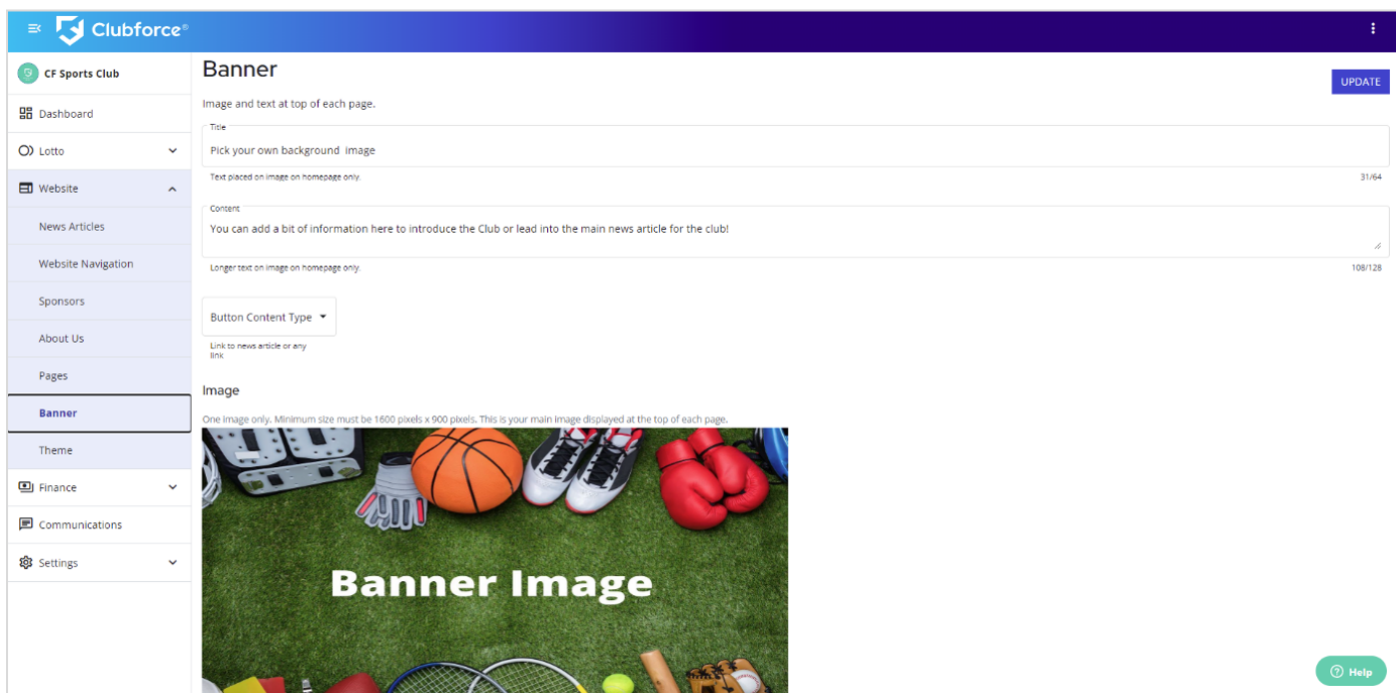 Clubforce®
CF Sports Club
Dashboard
Lotto
Website
News Articles
Website Navigation
Sponsors
About Us
Pages
Banner
Theme
Finance
Communications
Settings
Banner
UPDATE
Image and text at top of each page.
Title
Pick your own background  image
Text placed on image on homepage only.
31/64
Content
You can add a bit of information here to introduce the Club or lead into the main news article for the club!
Longer text on image on homepage only.
108/128
Button Content Type
Link to news article or any
link
Image
One image only. Minimum size must be 1600 pixels x 900 pixels. This is your main image displayed at the top of each page.
Banner Image
Help